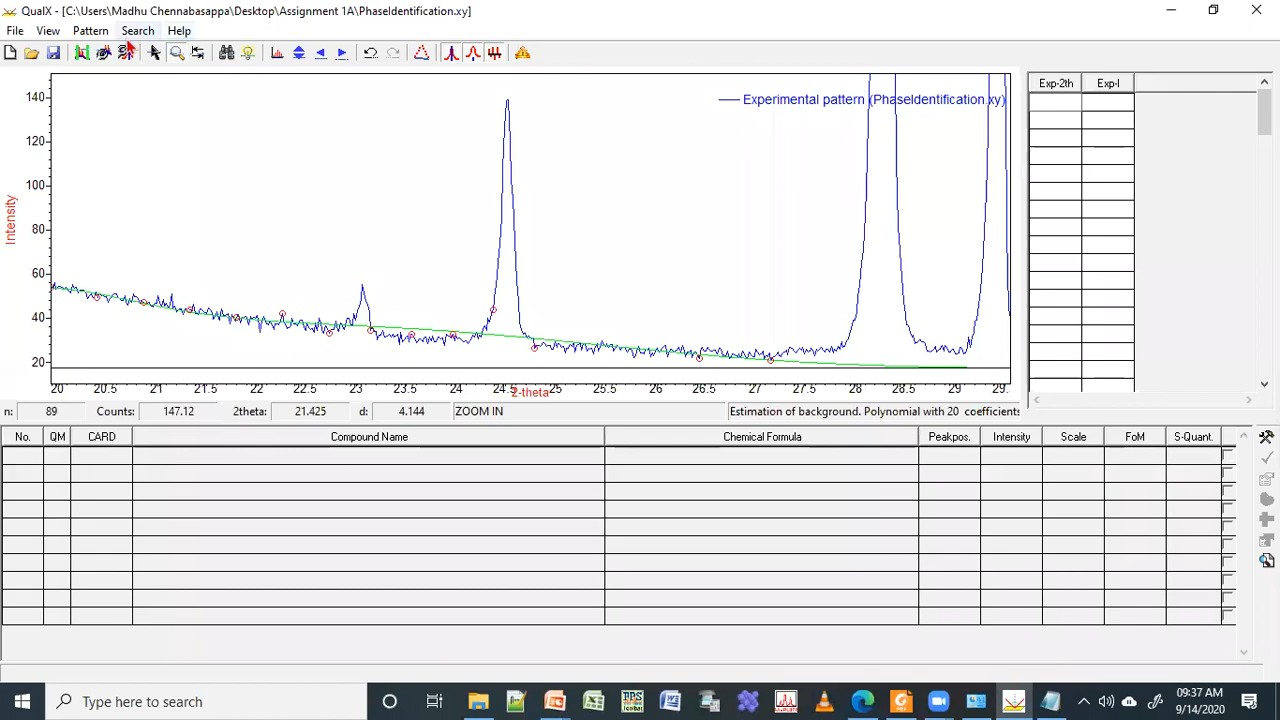 QualX - [C:\Users\Madhu Chennabasappa\Desktop\Assignment 1A\PhaseIdentification.xy]
File View Pattern Search Help
Experimental pattern (PhaseIdentification.xy)
Intensity
140
120
100
80
60
40
20
20 20.5 21 21.5 22 22.5 23 23.5 24 24.5 25 25.5 26 26.5 27 27.5 28 28.5 29 29.
2-theta
Exp-2th Exp-I
n: 89 Counts: 147.12 2theta: 21.425 d: 4.144 ZOOM IN Estimation of background. Polynomial with 20 coefficients
No. QM CARD Compound Name Chemical Formula Peakpos. Intensity Scale FoM S-Quant.
Type here to search
09:37 AM
9/14/2020